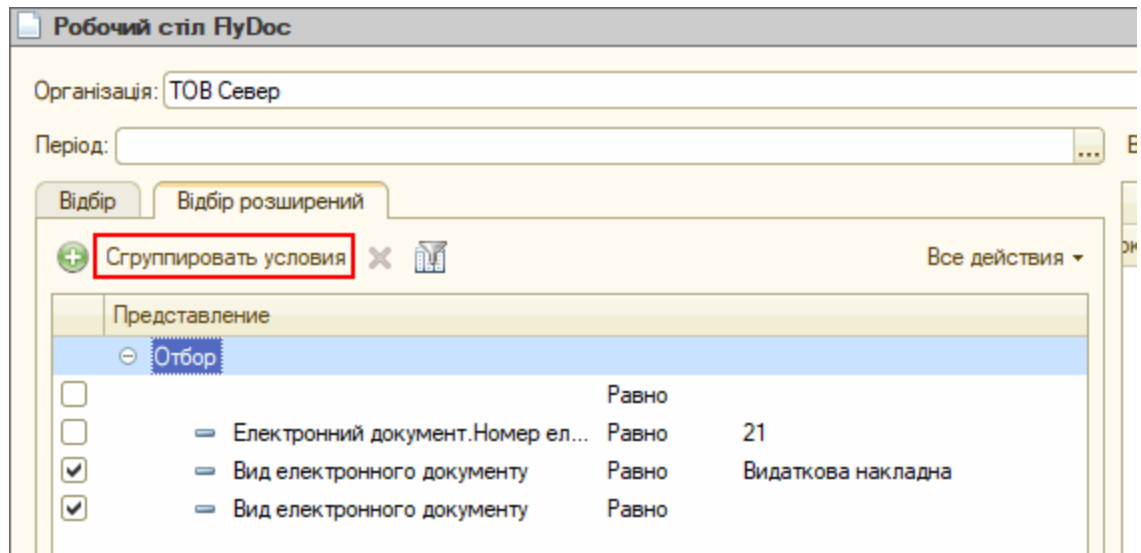 Робочий стіл FlyDoc
Організація: ТОВ Север
Період: ...
Відбір Відбір розширений
Сгруппировать условия Все действия
Представление
Отбор
Равно
Електронний документ.Номер ел... Равно 21
Вид електронного документу Равно Видаткова накладна
Вид електронного документу Равно